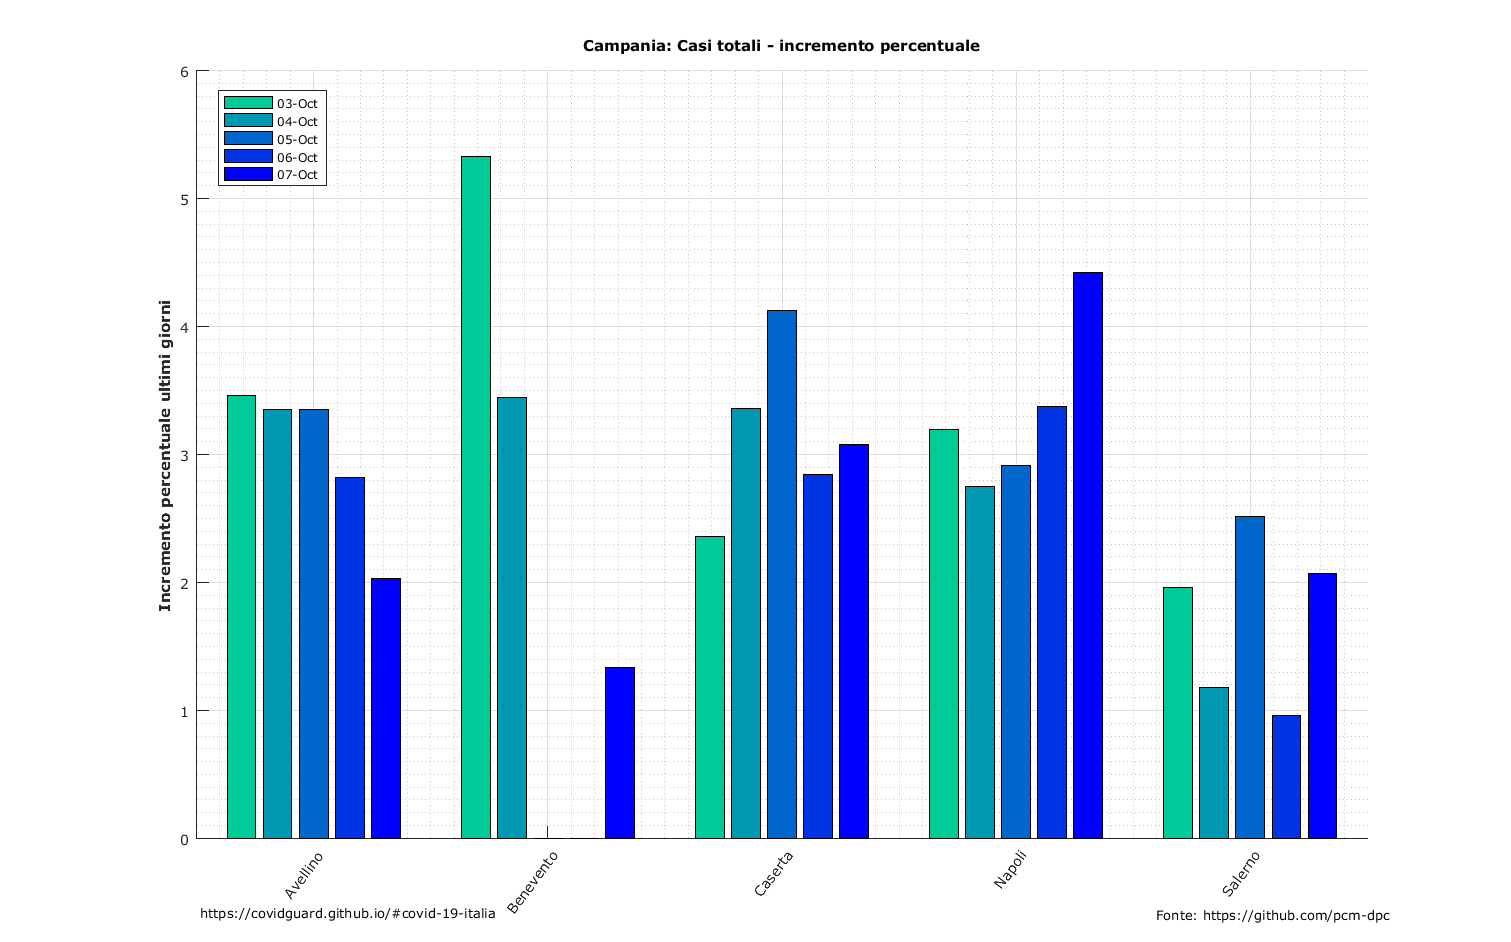 Campania: Casi totali - incremento percentuale
03-Oct
04-Oct
05-Oct
06-Oct
07-Oct
Incremento percentuale ultimi giorni
6
5
4
3
2
1
0
Avellino
Benevento
Caserta
Napoli
Salerno
https://covidguard.github.io/#covid-19-italia
Fonte: https://github.com/pcm-dpc